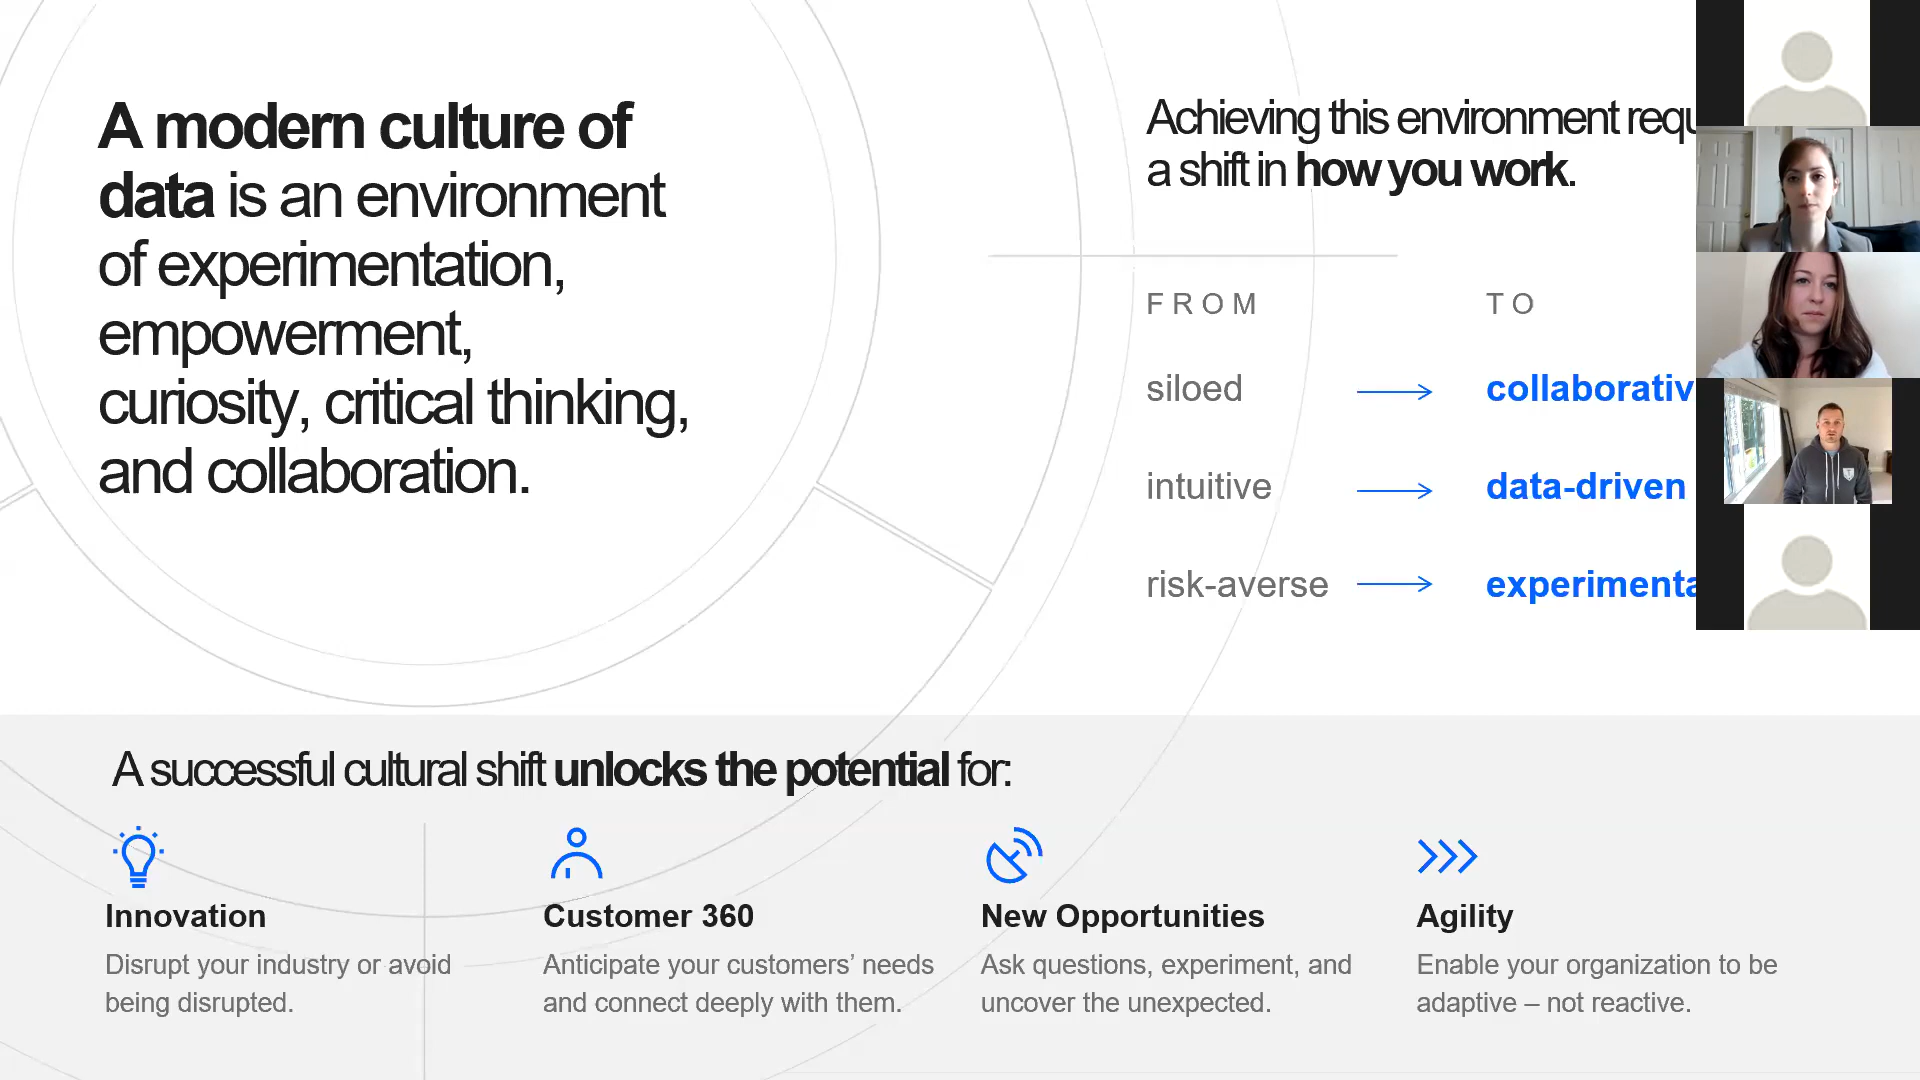 A modern culture of
data is an environment
of experimentation,
empowerment,
curiosity, critical thinking,
and collaboration.
Achieving this environment
a shift in how you work.
FROM TO
siloed
intuitive data-driven
risk-averse
A successful cultural shift unlocks the potential for:
Innovation
Disrupt your industry or avoid
being disrupted.
Customer 360
Anticipate your customers’ needs
and connect deeply with them.
New Opportunities
Ask questions, experiment, and
uncover the unexpected.
Agility
Enable your organization to be
adaptive – not reactive.